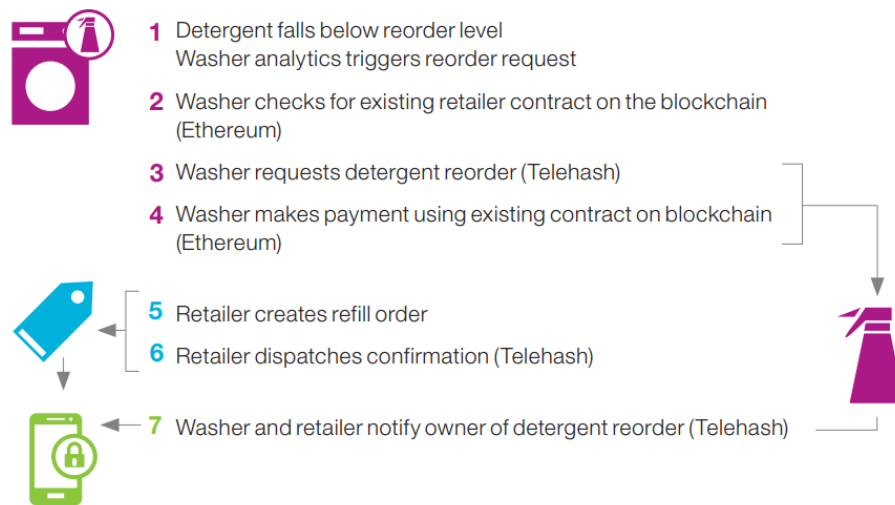 1 Detergent falls below reorder level
Washer analytics triggers reorder request
2 Washer checks for existing retailer contract on the blockchain
(Ethereum)
3 Washer requests detergent reorder (Telehash)
4 Washer makes payment using existing contract on blockchain
(Ethereum)
5 Retailer creates refill order
6 Retailer dispatches confirmation (Telehash)
7 Washer and retailer notify owner of detergent reorder (Telehash)